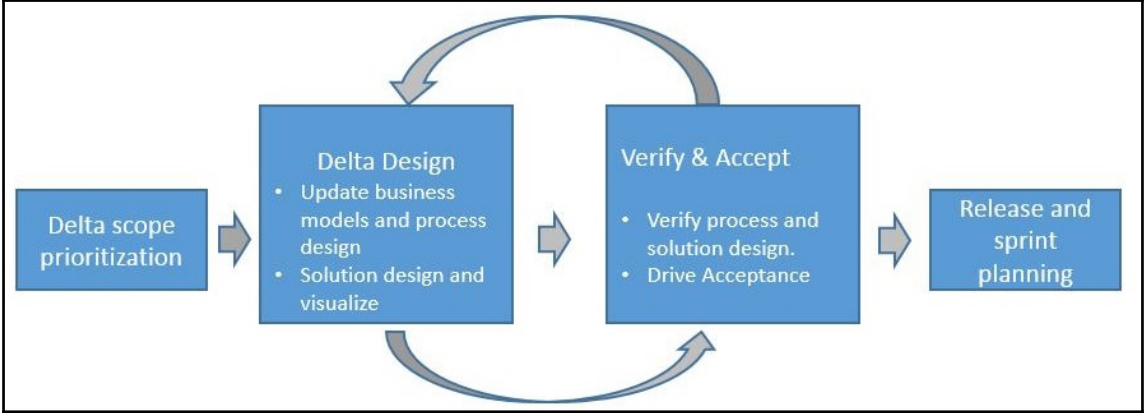 Delta scope
prioritization
Delta Design
• Update business
models and process
design
• Solution design and
visualize
Verify & Accept
• Verify process and
solution design.
• Drive Acceptance
Release and
sprint
planning